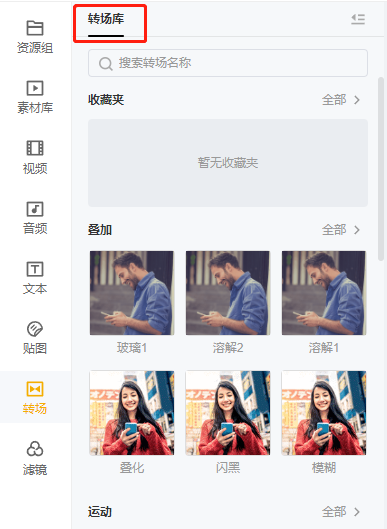 转场库
资源组
搜索转场名称
收藏夹
全部
素材库
视频
暂无收藏夹
音频
叠加
全部
文本
玻璃1
溶解2
溶解1
贴图
转场
滤镜
叠化
闪黑
模糊
运动
全部